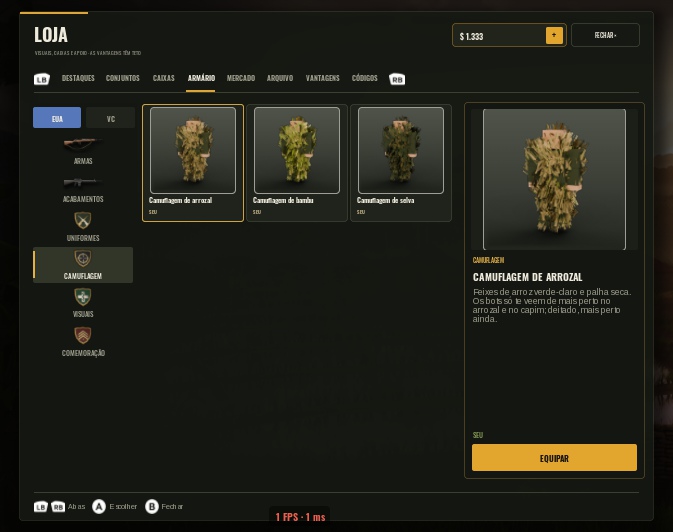 LOJA
VISUAIS, CAIXAS E APOIO · AS VANTAGENS TÊM TETO
$ 1.333
+
FECHAR ·
LB
DESTAQUES
CONJUNTOS
CAIXAS
ARMÁRIO
MERCADO
ARQUIVO
VANTAGENS
CÓDIGOS
RB
EUA
VC
ARMAS
ACABAMENTOS
UNIFORMES
CAMUFLAGEM
VISUAIS
COMEMORAÇÃO
Camuflagem de arrozal
SEU
Camuflagem de bambu
SEU
Camuflagem de selva
SEU
CAMUFLAGEM
CAMUFLAGEM DE ARROZAL
Feixes de arroz verde-claro e palha seca.
Os bots só te veem de mais perto no
arrozal e no capim; deitado, mais perto
ainda.
SEU
EQUIPAR
LB RB Abas A Escolher B Fechar
1 FPS · 1 ms